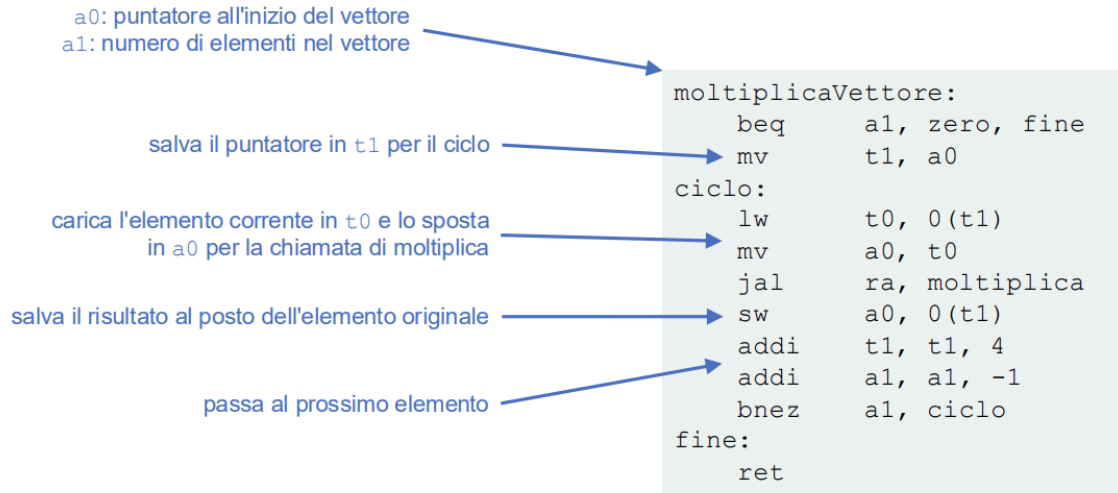 a0: puntatore all'inizio del vettore
a1: numero di elementi nel vettore
moltiplicaVettore:
beq a1, zero, fine
salva il puntatore in t1 per il ciclo
mv t1, a0
ciclo:
carica l'elemento corrente in t0 e lo sposta
in a0 per la chiamata di moltiplica
lw t0, 0(t1)
mv a0, t0
jal ra, moltiplica
salva il risultato al posto dell'elemento originale
sw a0, 0(t1)
addi t1, t1, 4
passa al prossimo elemento
addi a1, a1, -1
bnez a1, ciclo
fine:
ret